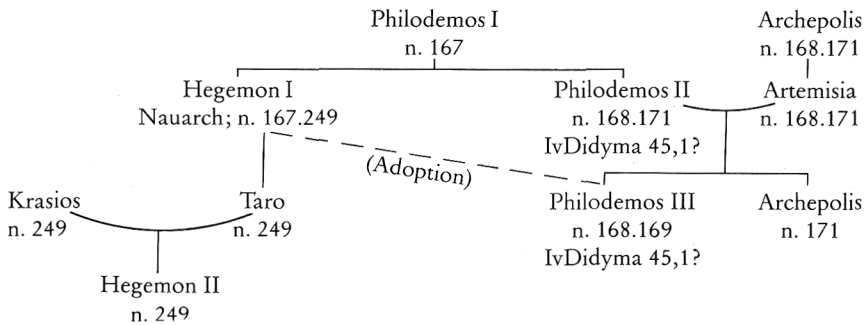 Philodemos I
n. 167
Archepolis
n. 168.171
Hegemon I
Nauarch; n. 167.249
Philodemos II
n. 168.171
IvDidyma 45,1?
Artemisia
n. 168.171
(Adoption)
Krasios
n. 249
Taro
n. 249
Philodemos III
n. 168.169
IvDidyma 45,1?
Archepolis
n. 171
Hegemon II
n. 249